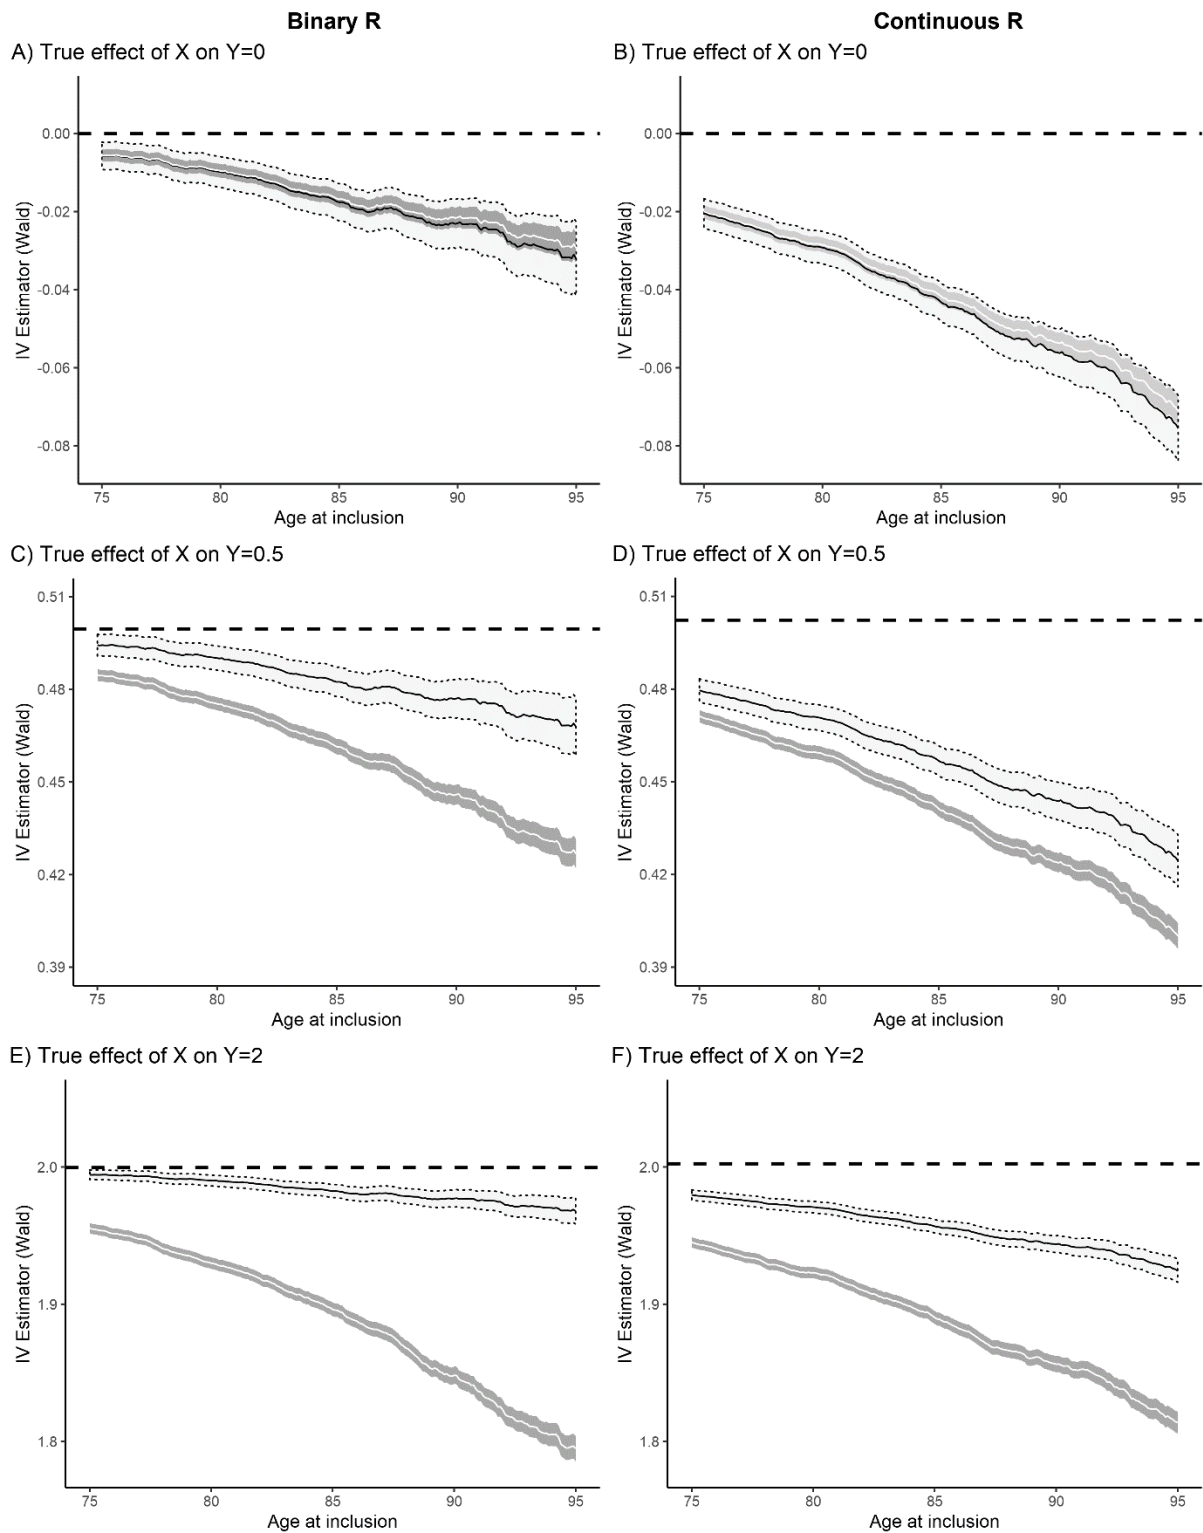 Binary R
Continuous R
A) True effect of X on Y=0
B) True effect of X on Y=0
IV Estimator (Wald)
0.00
-0.02
-0.04
-0.06
-0.08
75 80 85 90 95
Age at inclusion
IV Estimator (Wald)
0.00
-0.02
-0.04
-0.06
-0.08
75 80 85 90 95
Age at inclusion
C) True effect of X on Y=0.5
D) True effect of X on Y=0.5
IV Estimator (Wald)
0.51
0.48
0.45
0.42
0.39
75 80 85 90 95
Age at inclusion
IV Estimator (Wald)
0.51
0.48
0.45
0.42
0.39
75 80 85 90 95
Age at inclusion
E) True effect of X on Y=2
F) True effect of X on Y=2
IV Estimator (Wald)
2.0
1.9
1.8
75 80 85 90 95
Age at inclusion
IV Estimator (Wald)
2.0
1.9
1.8
75 80 85 90 95
Age at inclusion